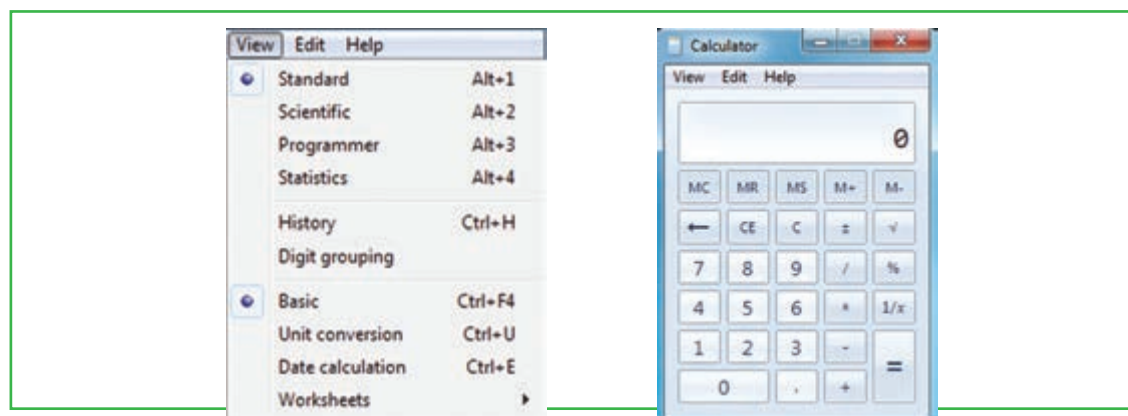 View Edit Help
Standard Alt+1
Scientific Alt+2
Programmer Alt+3
Statistics Alt+4
History Ctrl+H
Digit grouping
Basic Ctrl+F4
Unit conversion Ctrl+U
Date calculation Ctrl+E
Worksheets
Calculator
View Edit Help
0
MC MR MS M+ M-
← CE C ± √
7 8 9 / %
4 5 6 * 1/x
1 2 3 - =
0 , +